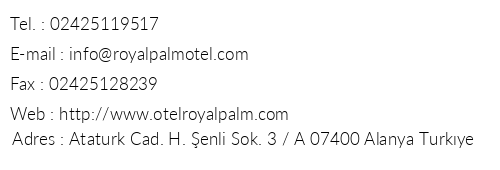 Tel. : 02425119517
E-mail : info@royalpalmotel.com
Fax : 02425128239
Web : http://www.otelroyalpalm.com
Adres : Ataturk Cad. H. Şenli Sok. 3 / A 07400 Alanya Turkıye